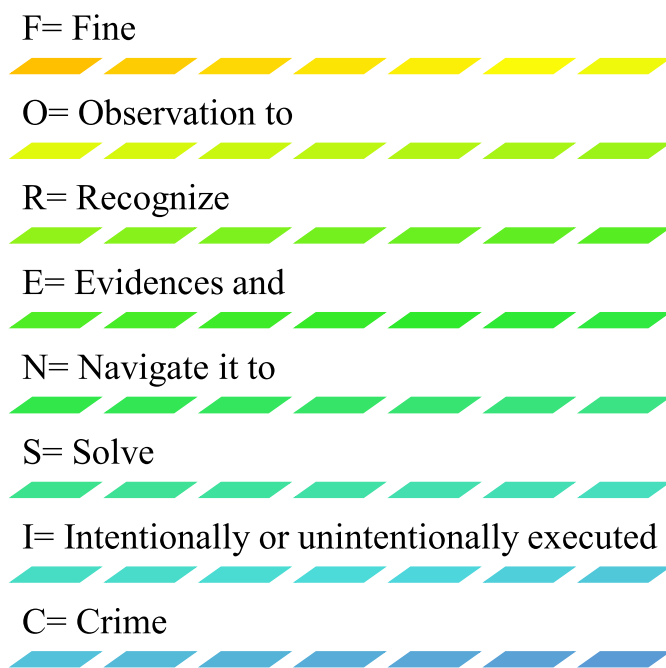 F= Fine
O= Observation to
R= Recognize
E= Evidences and
N= Navigate it to
S= Solve
I= Intentionally or unintentionally executed
C= Crime